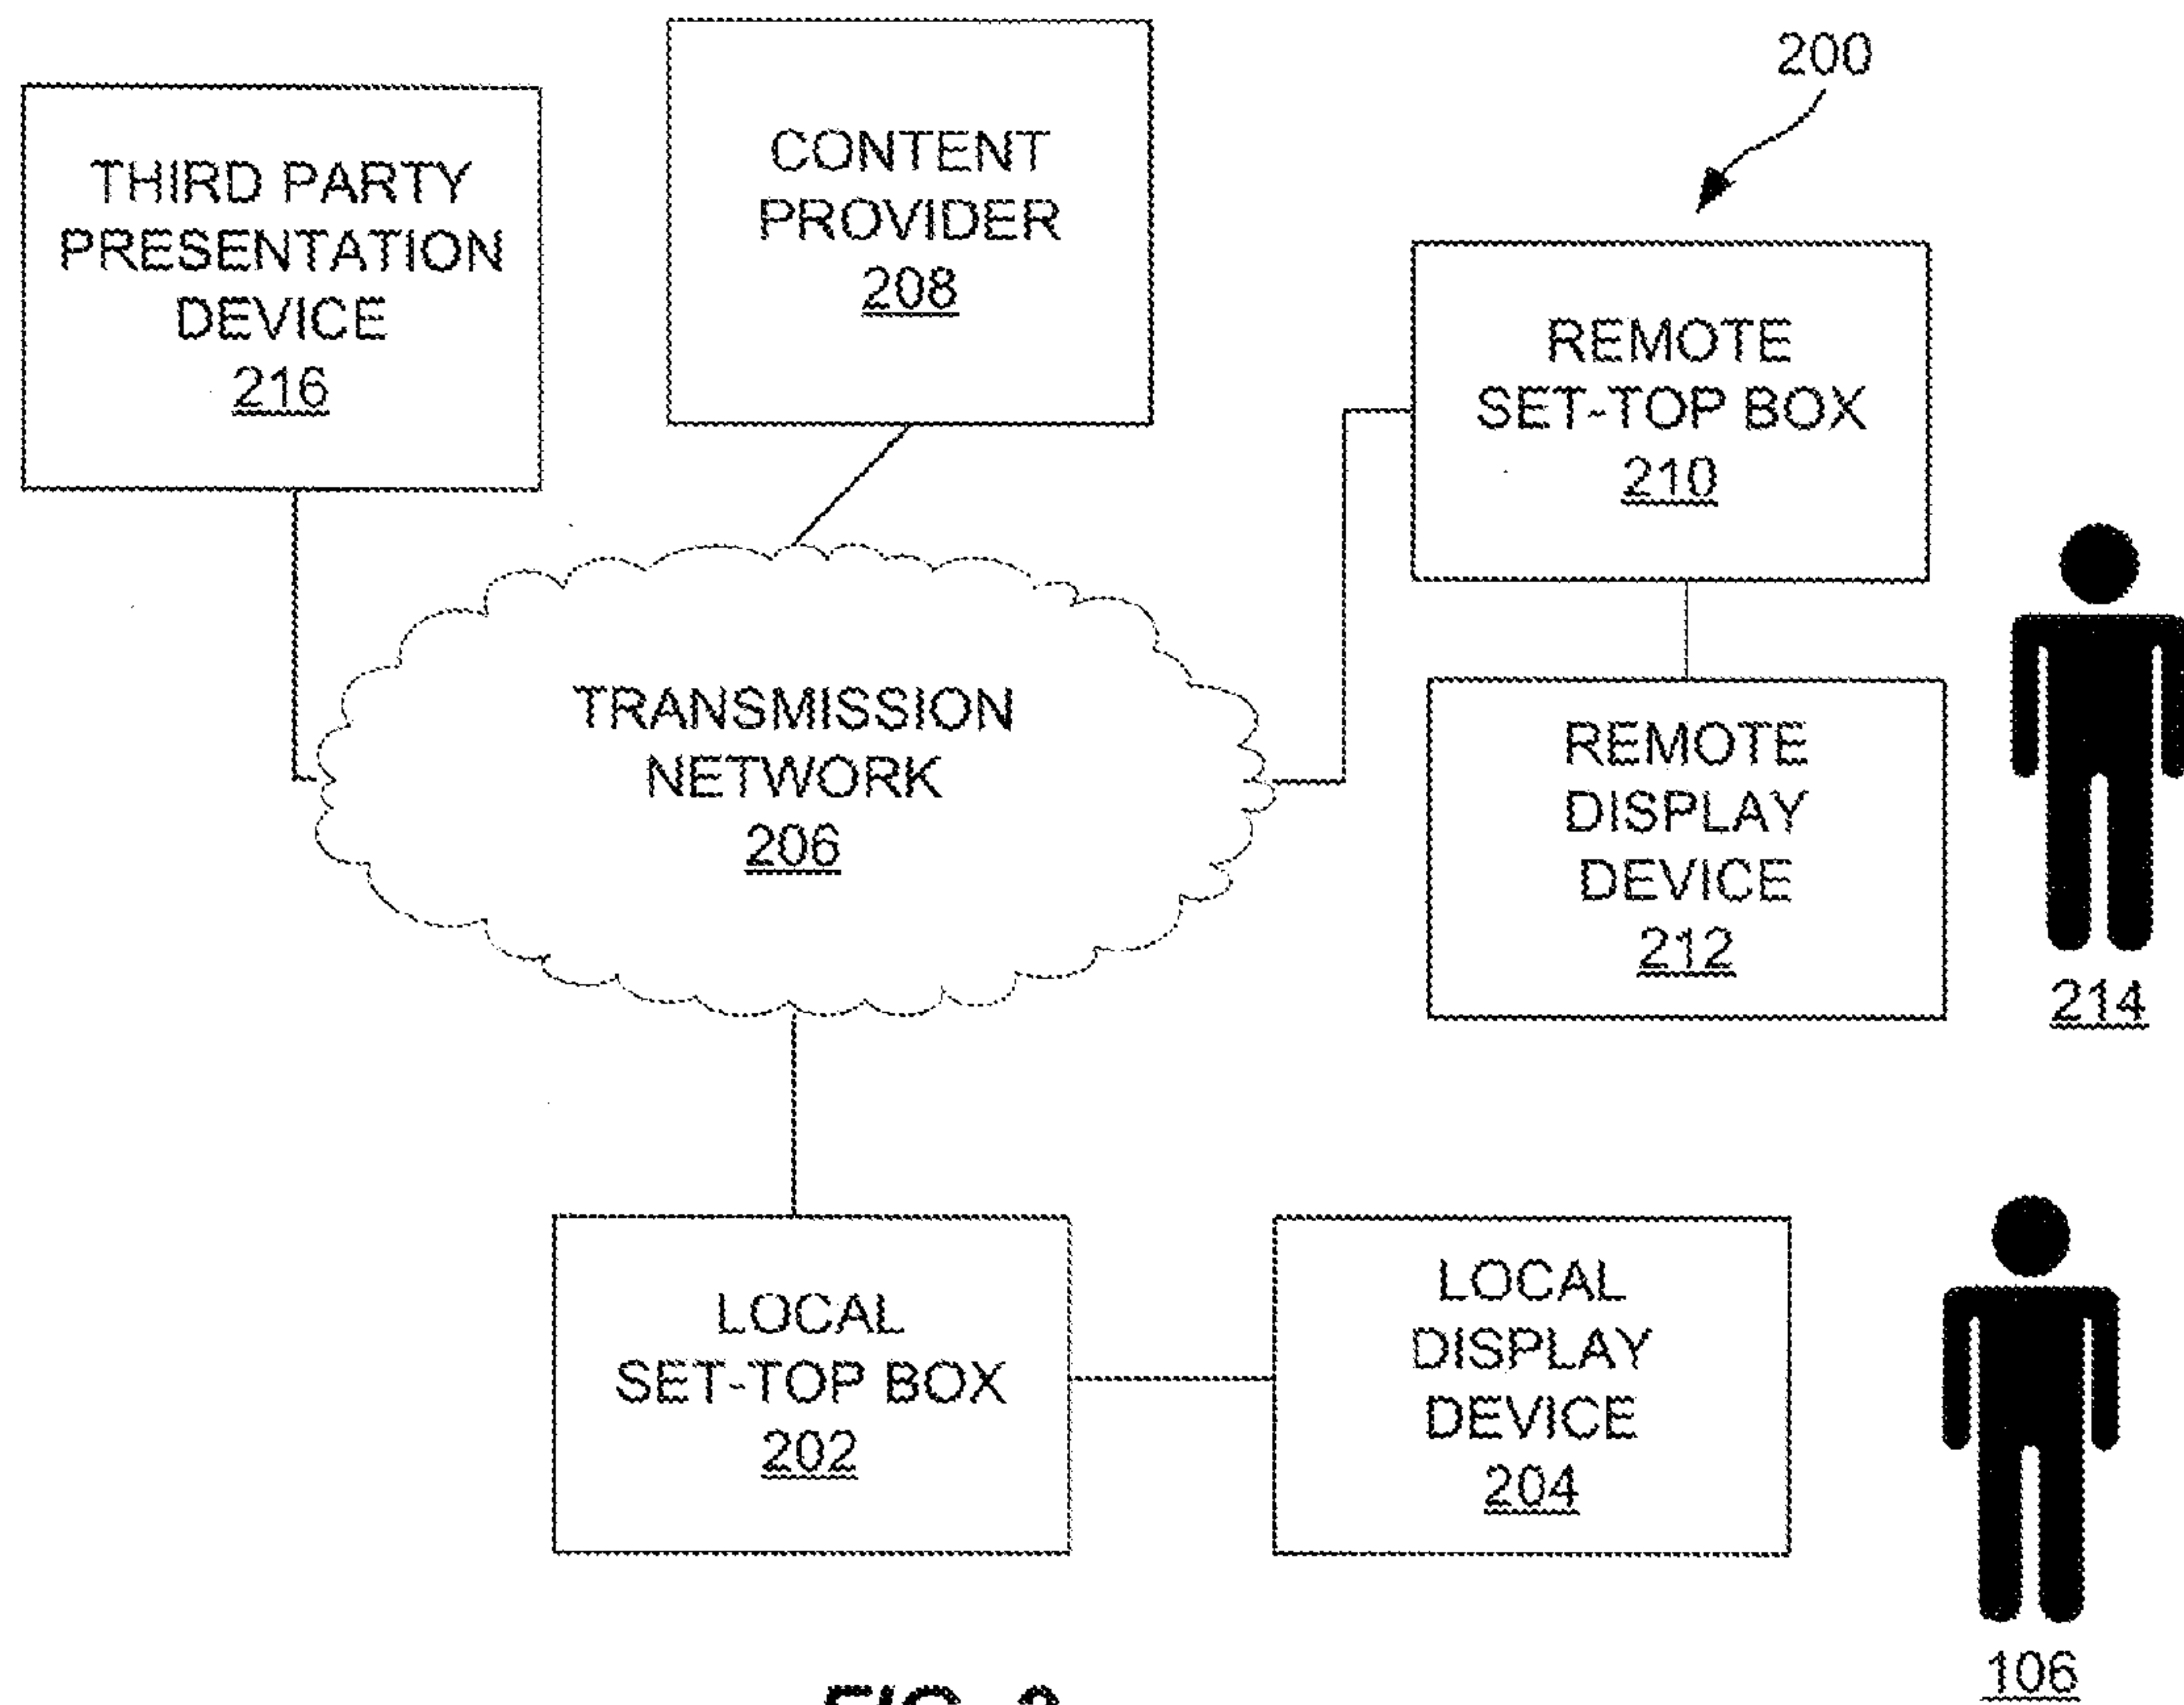 200
THIRD PARTY
PRESENTATION
DEVICE
216
CONTENT
PROVIDER
208
REMOTE
SET-TOP BOX
210
TRANSMISSION
NETWORK
206
REMOTE
DISPLAY
DEVICE
212
214
LOCAL
SET-TOP BOX
202
LOCAL
DISPLAY
DEVICE
204
106
FIG.